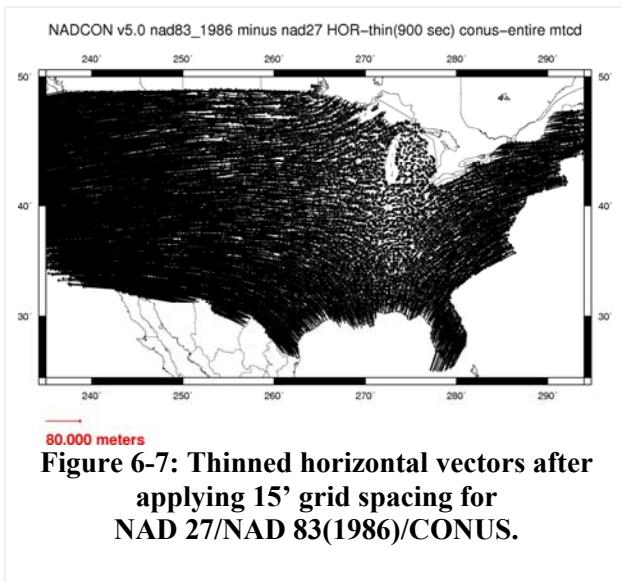 NADCON v5.0 nad83_1986 minus nad27 HOR–thin(900 sec) conus–entire mtcd
240˚ 250˚ 260˚ 270˚ 280˚ 290˚
50˚ 50˚
40˚ 40˚
30˚ 30˚
240˚ 250˚ 260˚ 270˚ 280˚ 290˚
80.000 meters
Figure 6-7: Thinned horizontal vectors after
applying 15’ grid spacing for
NAD 27/NAD 83(1986)/CONUS.